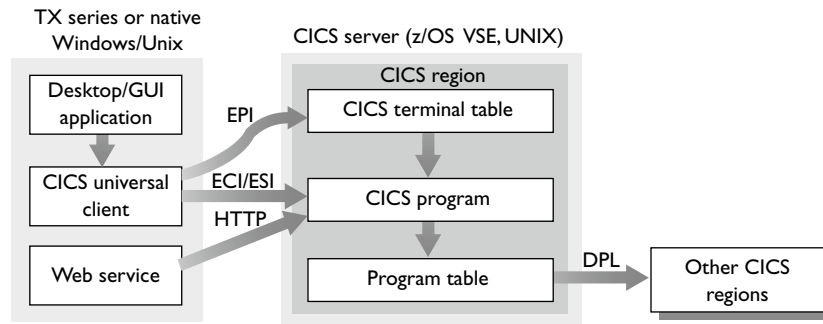 TX series or native
Windows/Unix
Desktop/GUI
application
CICS universal
client
Web service
EPI
ECI/ESI
HTTP
CICS server (z/OS VSE, UNIX)
CICS region
CICS terminal table
CICS program
Program table
DPL
Other CICS
regions